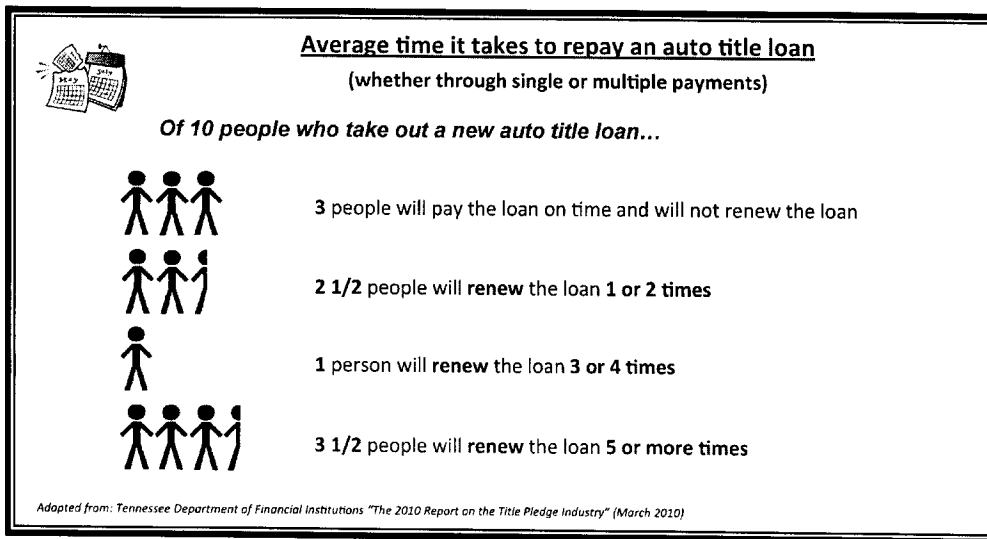 Average time it takes to repay an auto title loan
(whether through single or multiple payments)
Of 10 people who take out a new auto title loan...
3 people will pay the loan on time and will not renew the loan
2 1/2 people will renew the loan 1 or 2 times
1 person will renew the loan 3 or 4 times
3 1/2 people will renew the loan 5 or more times
Adapted from: Tennessee Department of Financial Institutions "The 2010 Report on the Title Pledge Industry" (March 2010)